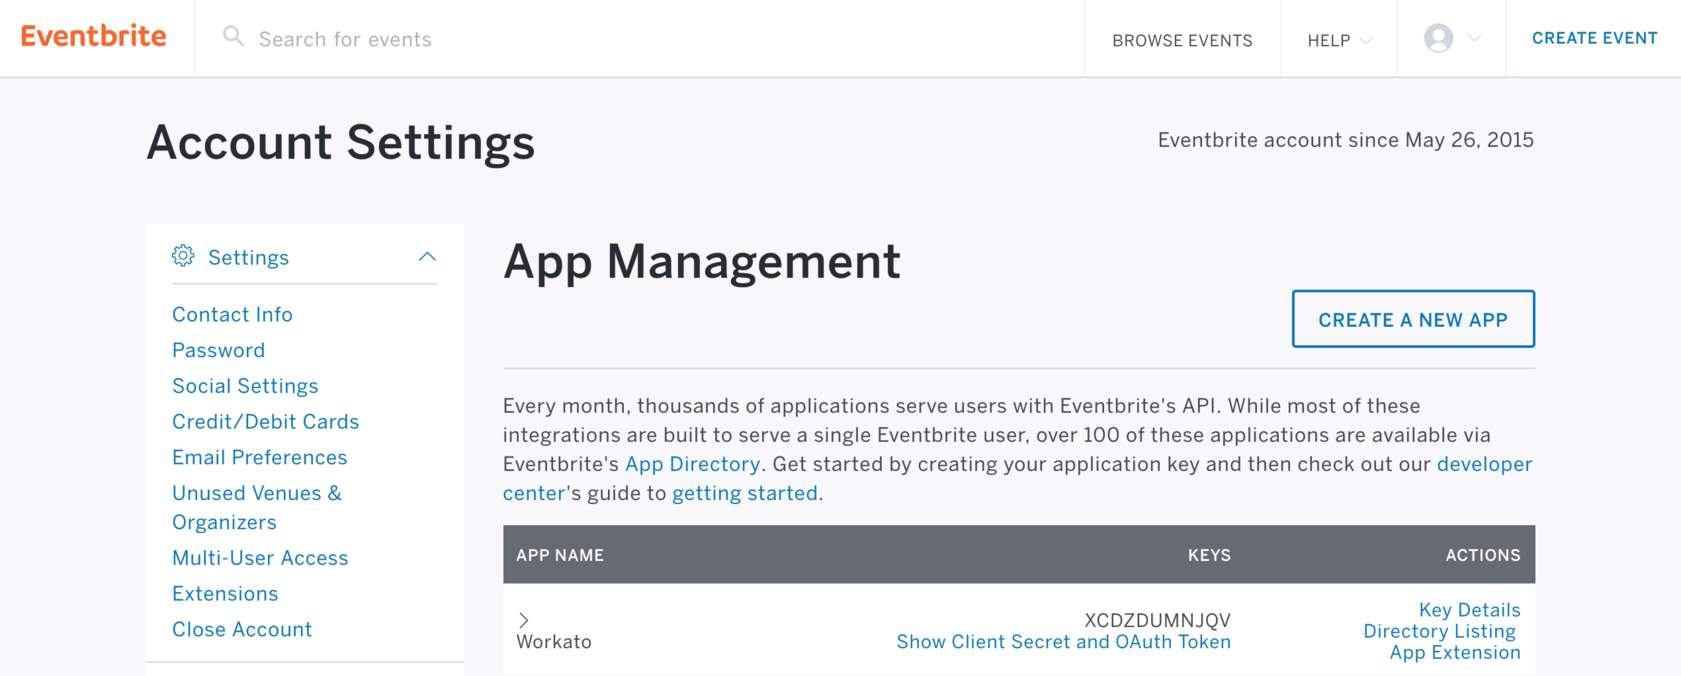 Eventbrite
Search for events
BROWSE EVENTS
HELP
CREATE EVENT
Account Settings
Eventbrite account since May 26, 2015
Settings
Contact Info
Password
Social Settings
Credit/Debit Cards
Email Preferences
Unused Venues &
Organizers
Multi-User Access
Extensions
Close Account
App Management
CREATE A NEW APP
Every month, thousands of applications serve users with Eventbrite's API. While most of these
integrations are built to serve a single Eventbrite user, over 100 of these applications are available via
Eventbrite's App Directory. Get started by creating your application key and then check out our developer
center's guide to getting started.
APP NAME KEYS ACTIONS
Workato
XCDZDUMNJQV
Show Client Secret and OAuth Token
Key Details
Directory Listing
App Extension